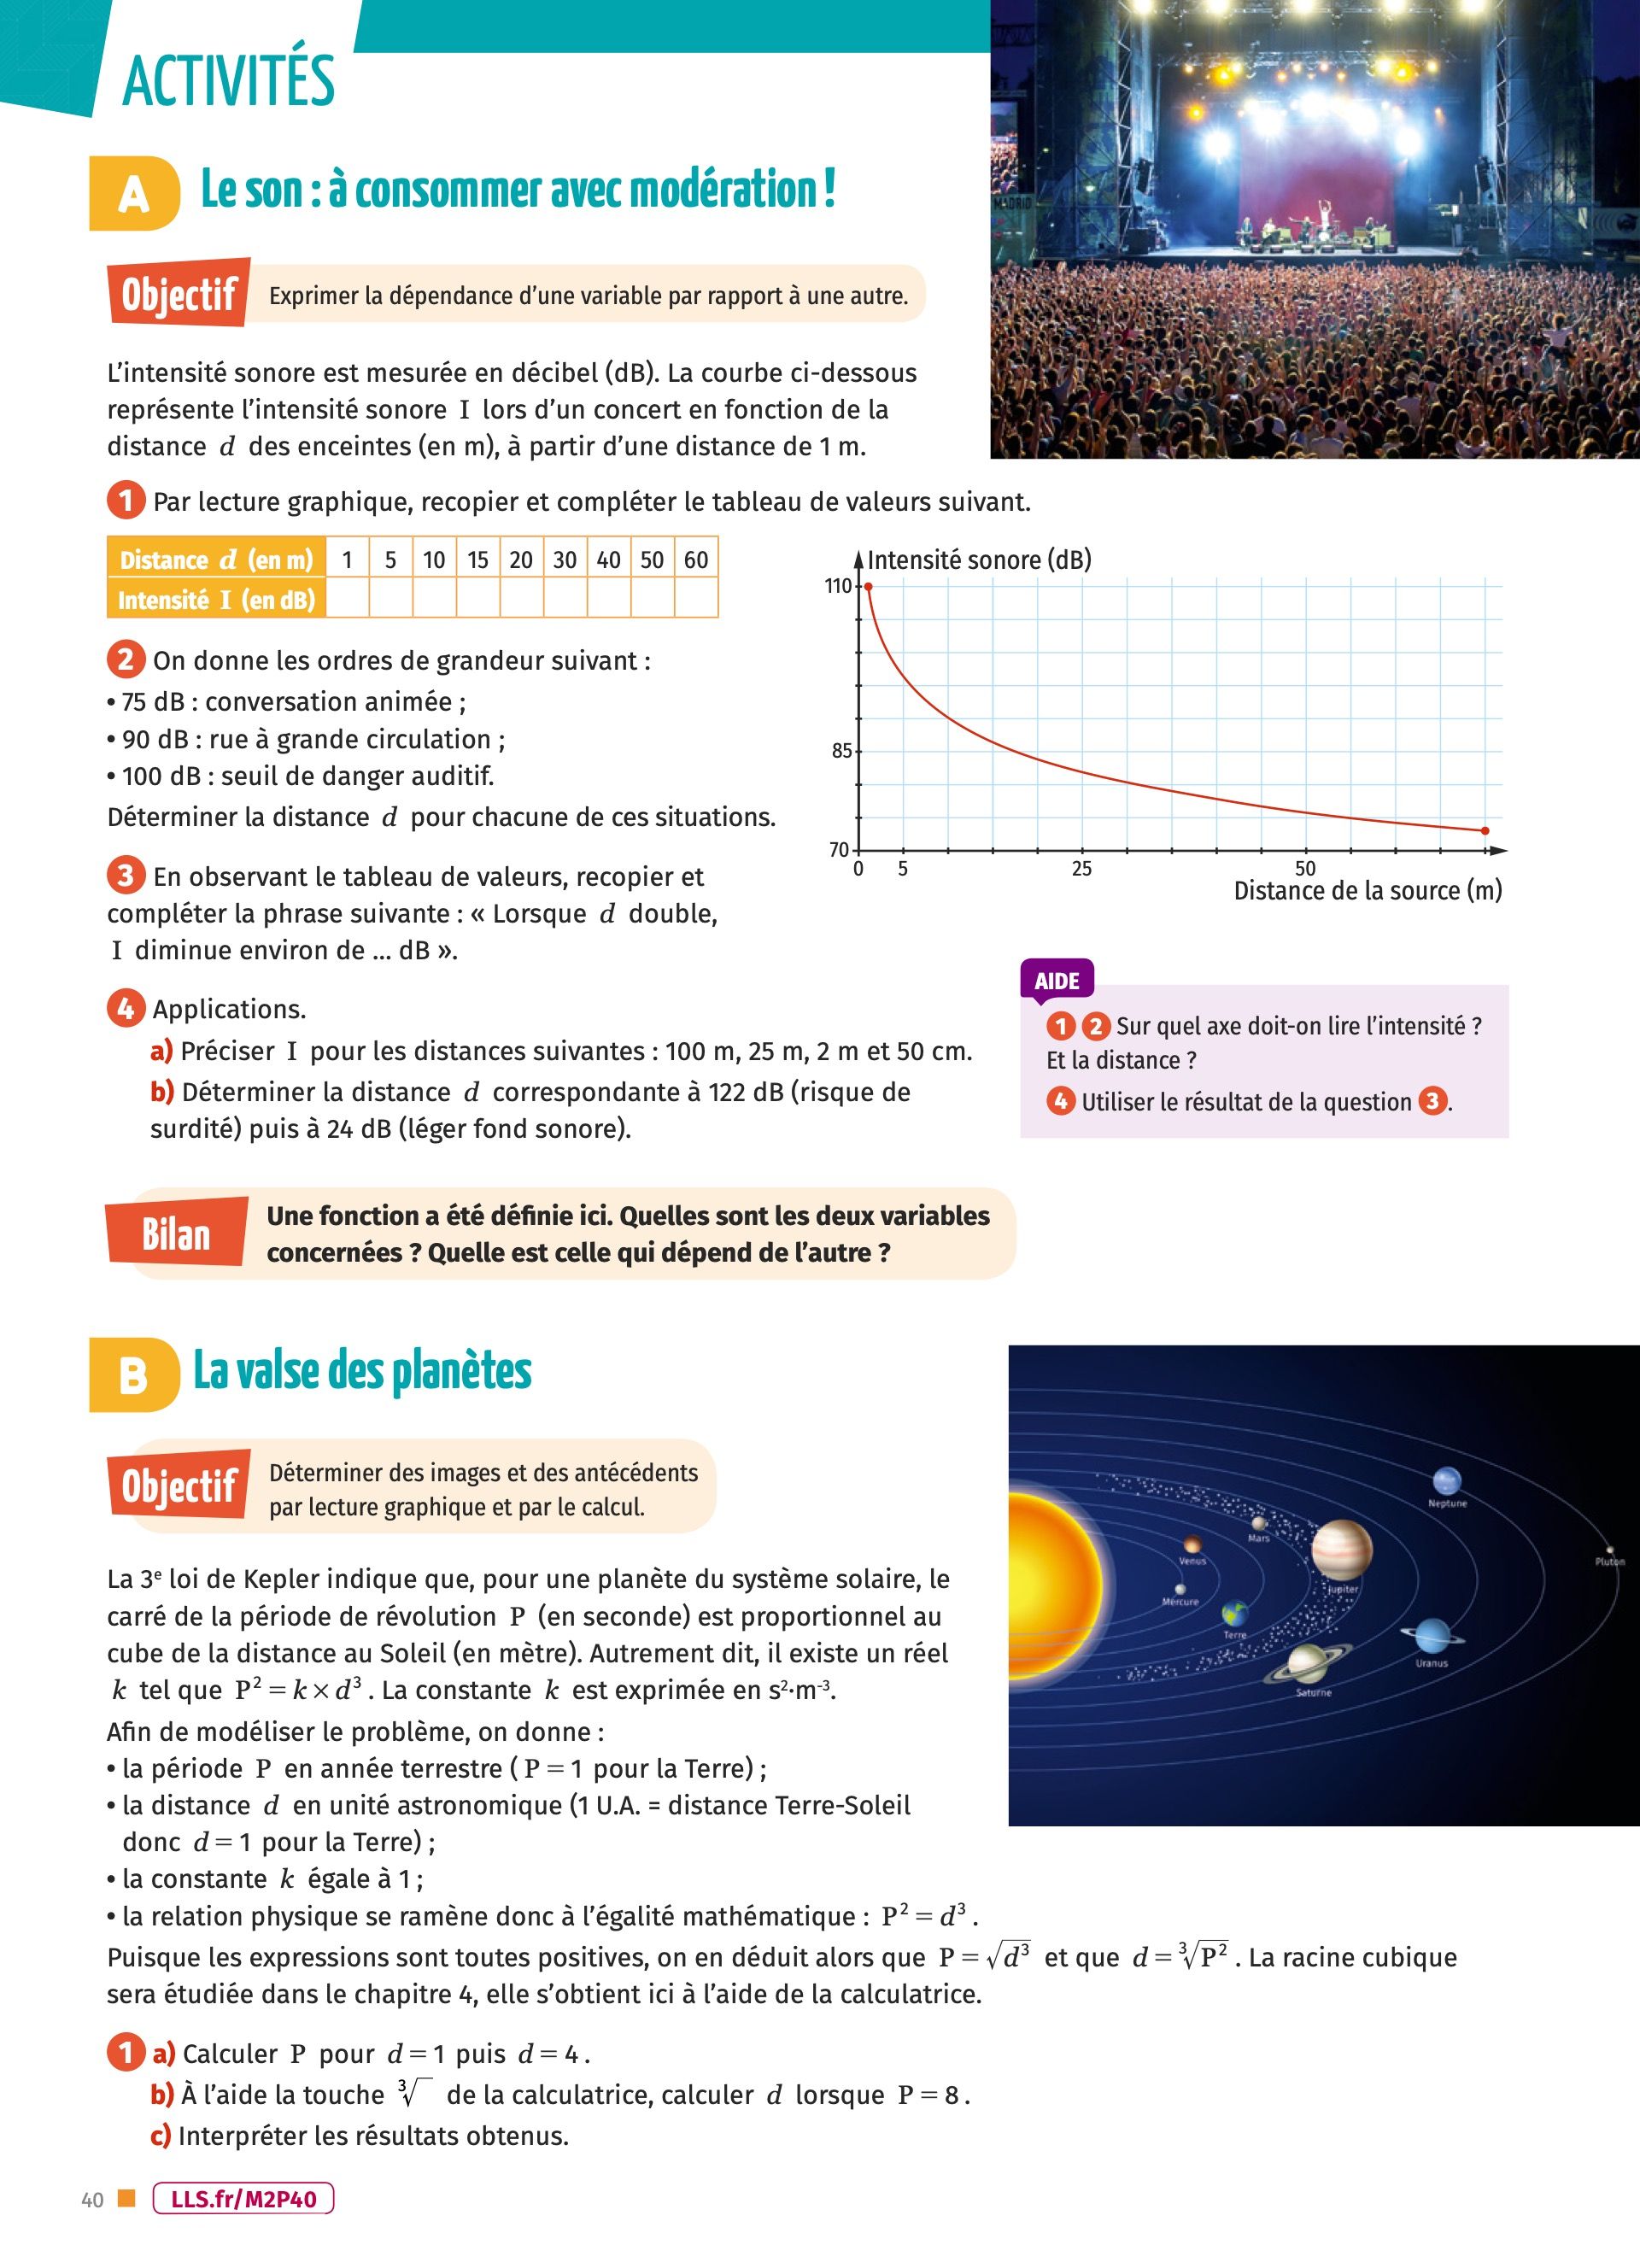 ACTIVITÉS
MADRID
A Le son : à consommer avec modération !
Objectif Exprimer la dépendance d'une variable par rapport à une autre.
L'intensité sonore est mesurée en décibel (dB). La courbe ci-dessous
représente l'intensité sonore I lors d'un concert en fonction de la
distance d des enceintes (en m), à partir d'une distance de 1 m.
1 Par lecture graphique, recopier et compléter le tableau de valeurs suivant.
Distance d (en m) 1 5 10 15 20 30 40 50 60
Intensité I (en dB)
2 On donne les ordres de grandeur suivant :
• 75 dB : conversation animée ;
• 90 dB : rue à grande circulation ;
• 100 dB : seuil de danger auditif.
Déterminer la distance d pour chacune de ces situations.
3 En observant le tableau de valeurs, recopier et
compléter la phrase suivante : « Lorsque d double,
I diminue environ de ... dB ».
Intensité sonore (dB)
110
85
70
0 5 25 50
Distance de la source (m)
4 Applications.
a) Préciser I pour les distances suivantes : 100 m, 25 m, 2 m et 50 cm.
b) Déterminer la distance d correspondante à 122 dB (risque de
surdité) puis à 24 dB (léger fond sonore).
AIDE
1 2 Sur quel axe doit-on lire l'intensité ?
Et la distance ?
4 Utiliser le résultat de la question 3.
Bilan
Une fonction a été définie ici. Quelles sont les deux variables
concernées ? Quelle est celle qui dépend de l'autre ?
B La valse des planètes
Objectif
Déterminer des images et des antécédents
par lecture graphique et par le calcul.
Neptune
Mars
Venus
Pluton
Jupiter
Mércure
Terre
Uranus
Saturne
La 3e loi de Kepler indique que, pour une planète du système solaire, le
carré de la période de révolution P (en seconde) est proportionnel au
cube de la distance au Soleil (en mètre). Autrement dit, il existe un réel
k tel que P² = k × d³. La constante k est exprimée en s²·m⁻³.
Afin de modéliser le problème, on donne :
• la période P en année terrestre (P = 1 pour la Terre) ;
• la distance d en unité astronomique (1 U.A. = distance Terre-Soleil
donc d = 1 pour la Terre) ;
• la constante k égale à 1 ;
• la relation physique se ramène donc à l'égalité mathématique : P² = d³.
Puisque les expressions sont toutes positives, on en déduit alors que P = √d³ et que d = ∛P². La racine cubique
sera étudiée dans le chapitre 4, elle s'obtient ici à l'aide de la calculatrice.
1 a) Calculer P pour d = 1 puis d = 4.
b) À l'aide la touche ∛ de la calculatrice, calculer d lorsque P = 8.
c) Interpréter les résultats obtenus.
40 LLS.fr/M2P40